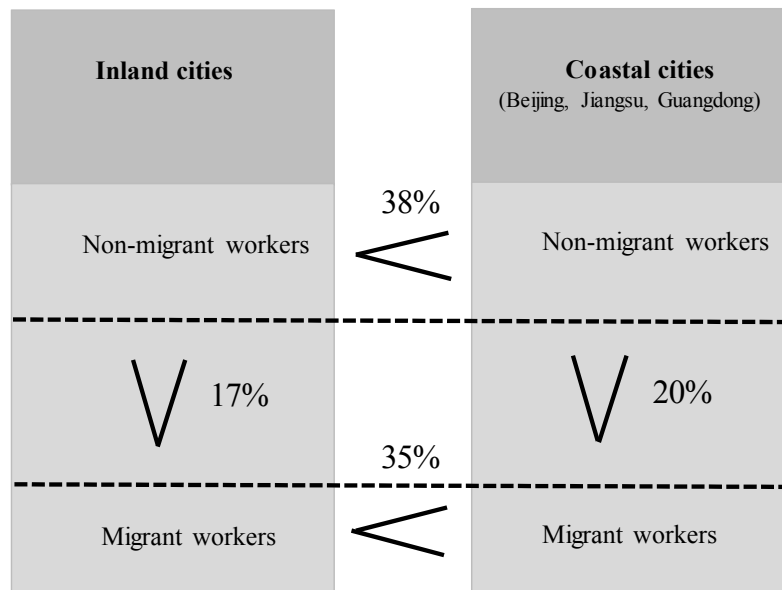 Inland cities
Coastal cities
(Beijing, Jiangsu, Guangdong)
38%
Non-migrant workers
Non-migrant workers
17%
20%
35%
Migrant workers
Migrant workers